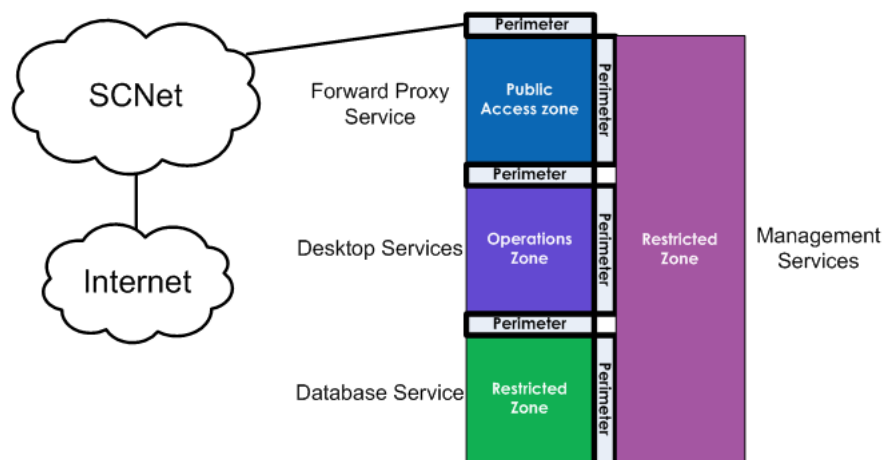 Perimeter
SCNet
Forward Proxy
Service
Public
Access zone
Perimeter
Perimeter
Internet
Desktop Services
Operations
Zone
Perimeter
Restricted
Zone
Management
Services
Perimeter
Database Service
Restricted
Zone
Perimeter